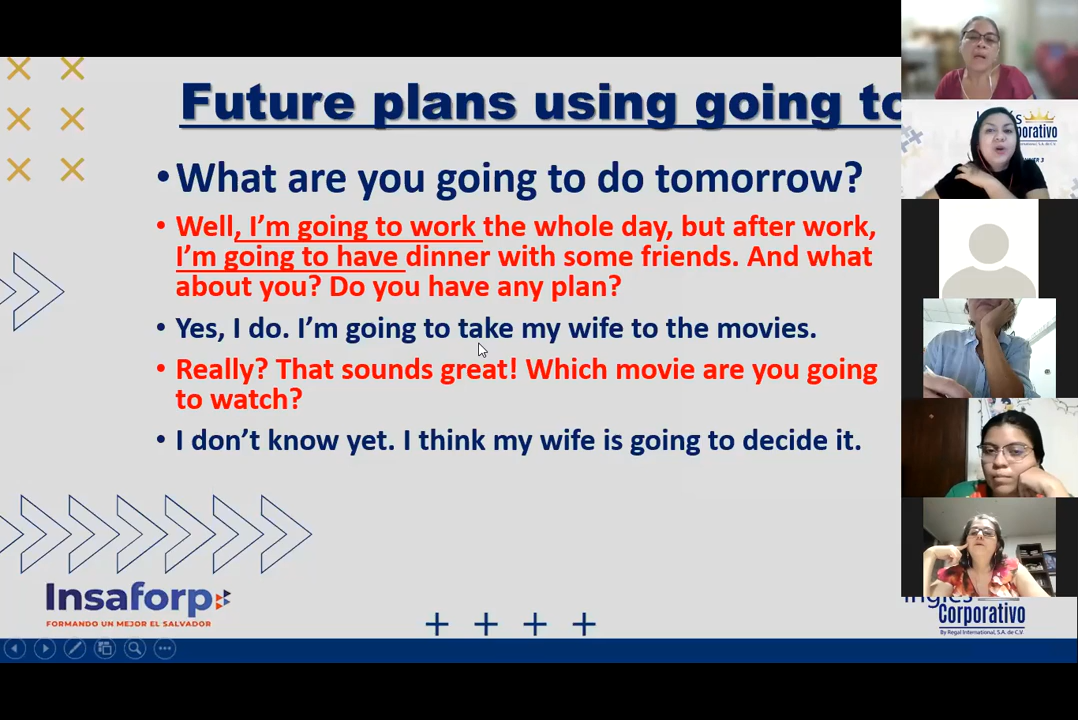 Future plans using going to
• What are you going to do tomorrow?
• Well, I'm going to work the whole day, but after work,
I'm going to have dinner with some friends. And what
about you? Do you have any plan?
• Yes, I do. I'm going to take my wife to the movies.
• Really? That sounds great! Which movie are you going
to watch?
• I don't know yet. I think my wife is going to decide it.
Insaforp
FORMANDO UN MEJOR EL SALVADOR
Corporativo
By Regal International, S.A. de C.V.